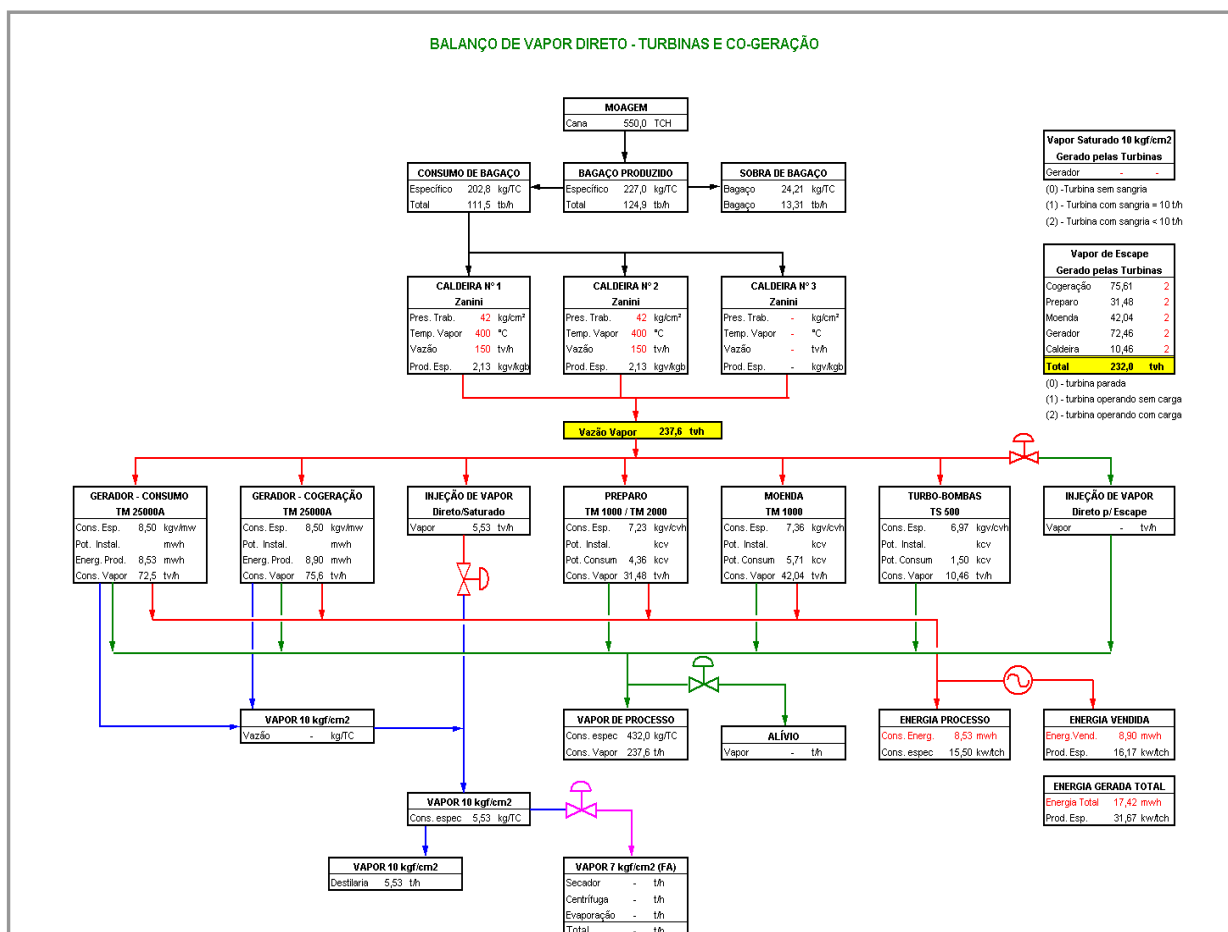 BALANÇO DE VAPOR DIRETO - TURBINAS E CO-GERAÇÃO
MOAGEM
Cana 550,0 TCH
CONSUMO DE BAGAÇO
Específico 202,8 kg/TC
Total 111,5 tb/h
BAGAÇO PRODUZIDO
Específico 227,0 kg/TC
Total 124,9 tb/h
SOBRA DE BAGAÇO
Bagaço 24,21 kg/TC
Bagaço 13,31 tb/h
Vapor Saturado 10 kgf/cm2
Gerado pelas Turbinas
Gerador - -
(0) -Turbina sem sangria
(1) - Turbina com sangria = 10 t/h
(2) - Turbina com sangria < 10 t/h
CALDEIRA Nº 1
Zanini
Pres. Trab. 42 kg/cm²
Temp. Vapor 400 °C
Vazão 150 tv/h
Prod. Esp. 2,13 kgv/kgb
CALDEIRA Nº 2
Zanini
Pres. Trab. 42 kg/cm²
Temp. Vapor 400 °C
Vazão 150 tv/h
Prod. Esp. 2,13 kgv/kgb
CALDEIRA Nº 3
Zanini
Pres. Trab. - kg/cm²
Temp. Vapor - °C
Vazão - tv/h
Prod. Esp. - kgv/kgb
Vapor de Escape
Gerado pelas Turbinas
Cogeração 75,61 2
Preparo 31,48 2
Moenda 42,04 2
Gerador 72,46 2
Caldeira 10,46 2
Total 232,0 tvh
(0) - turbina parada
(1) - turbina operando sem carga
(2) - turbina operando com carga
Vazão Vapor 237,6 tvh
GERADOR - CONSUMO
TM 25000A
Cons. Esp. 8,50 kgv/mw
Pot. Instal. mwh
Energ. Prod. 8,53 mwh
Cons. Vapor 72,5 tv/h
GERADOR - COGERAÇÃO
TM 25000A
Cons. Esp. 8,50 kgv/mw
Pot. Instal. mwh
Energ. Prod. 8,90 mwh
Cons. Vapor 75,6 tv/h
INJEÇÃO DE VAPOR
Direto/Saturado
Vapor 5,53 tv/h
PREPARO
TM 1000 / TM 2000
Cons. Esp. 7,23 kgv/cvh
Pot. Instal. kcv
Pot. Consum 4,36 kcv
Cons. Vapor 31,48 tv/h
MOENDA
TM 1000
Cons. Esp. 7,36 kgv/cvh
Pot. Instal. kcv
Pot. Consum 5,71 kcv
Cons. Vapor 42,04 tv/h
TURBO-BOMBAS
TS 500
Cons. Esp. 6,97 kgv/cvh
Pot. Instal. kcv
Pot. Consum 1,50 kcv
Cons. Vapor 10,46 tv/h
INJEÇÃO DE VAPOR
Direto p/ Escape
Vapor - tv/h
VAPOR 10 kgf/cm2
Vazão - kg/TC
VAPOR DE PROCESSO
Cons. espec 432,0 kg/TC
Cons. Vapor 237,6 t/h
ALÍVIO
Vapor - t/h
ENERGIA PROCESSO
Cons. Energ. 8,53 mwh
Cons. espec 15,50 kw/tch
ENERGIA VENDIDA
Energ.Vend. 8,90 mwh
Prod. Esp. 16,17 kw/tch
ENERGIA GERADA TOTAL
Energia Total 17,42 mwh
Prod. Esp. 31,67 kw/tch
VAPOR 10 kgf/cm2
Cons. espec 5,53 kg/TC
VAPOR 10 kgf/cm2
Destilaria 5,53 t/h
VAPOR 7 kgf/cm2 (FA)
Secador - t/h
Centrífuga - t/h
Evaporação - t/h
Total - t/h